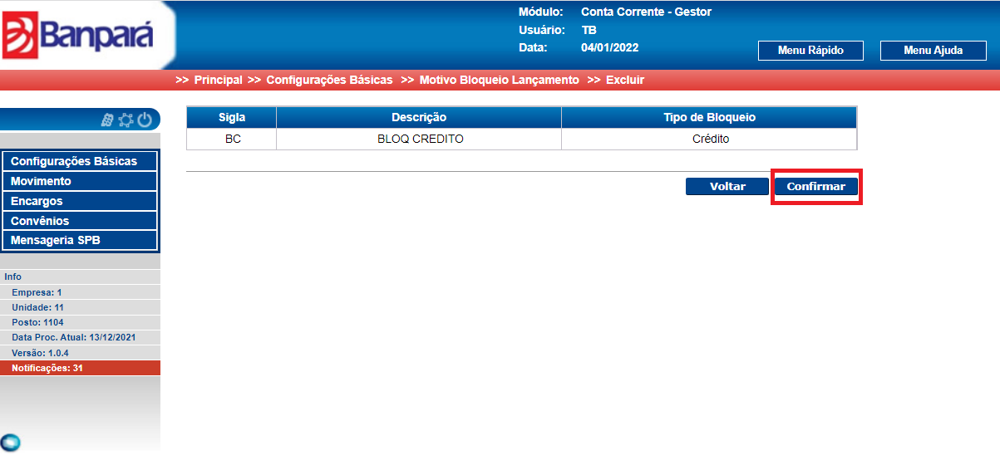 Banpará
Módulo: Conta Corrente - Gestor
Usuário: TB
Data: 04/01/2022
Menu Rápido Menu Ajuda
>> Principal >> Configurações Básicas >> Motivo Bloqueio Lançamento >> Excluir
Configurações Básicas
Movimento
Encargos
Convênios
Mensageria SPB
Info
Empresa: 1
Unidade: 11
Posto: 1104
Data Proc. Atual: 13/12/2021
Versão: 1.0.4
Notificações: 31
Sigla Descrição Tipo de Bloqueio
BC BLOQ CREDITO Crédito
Voltar Confirmar